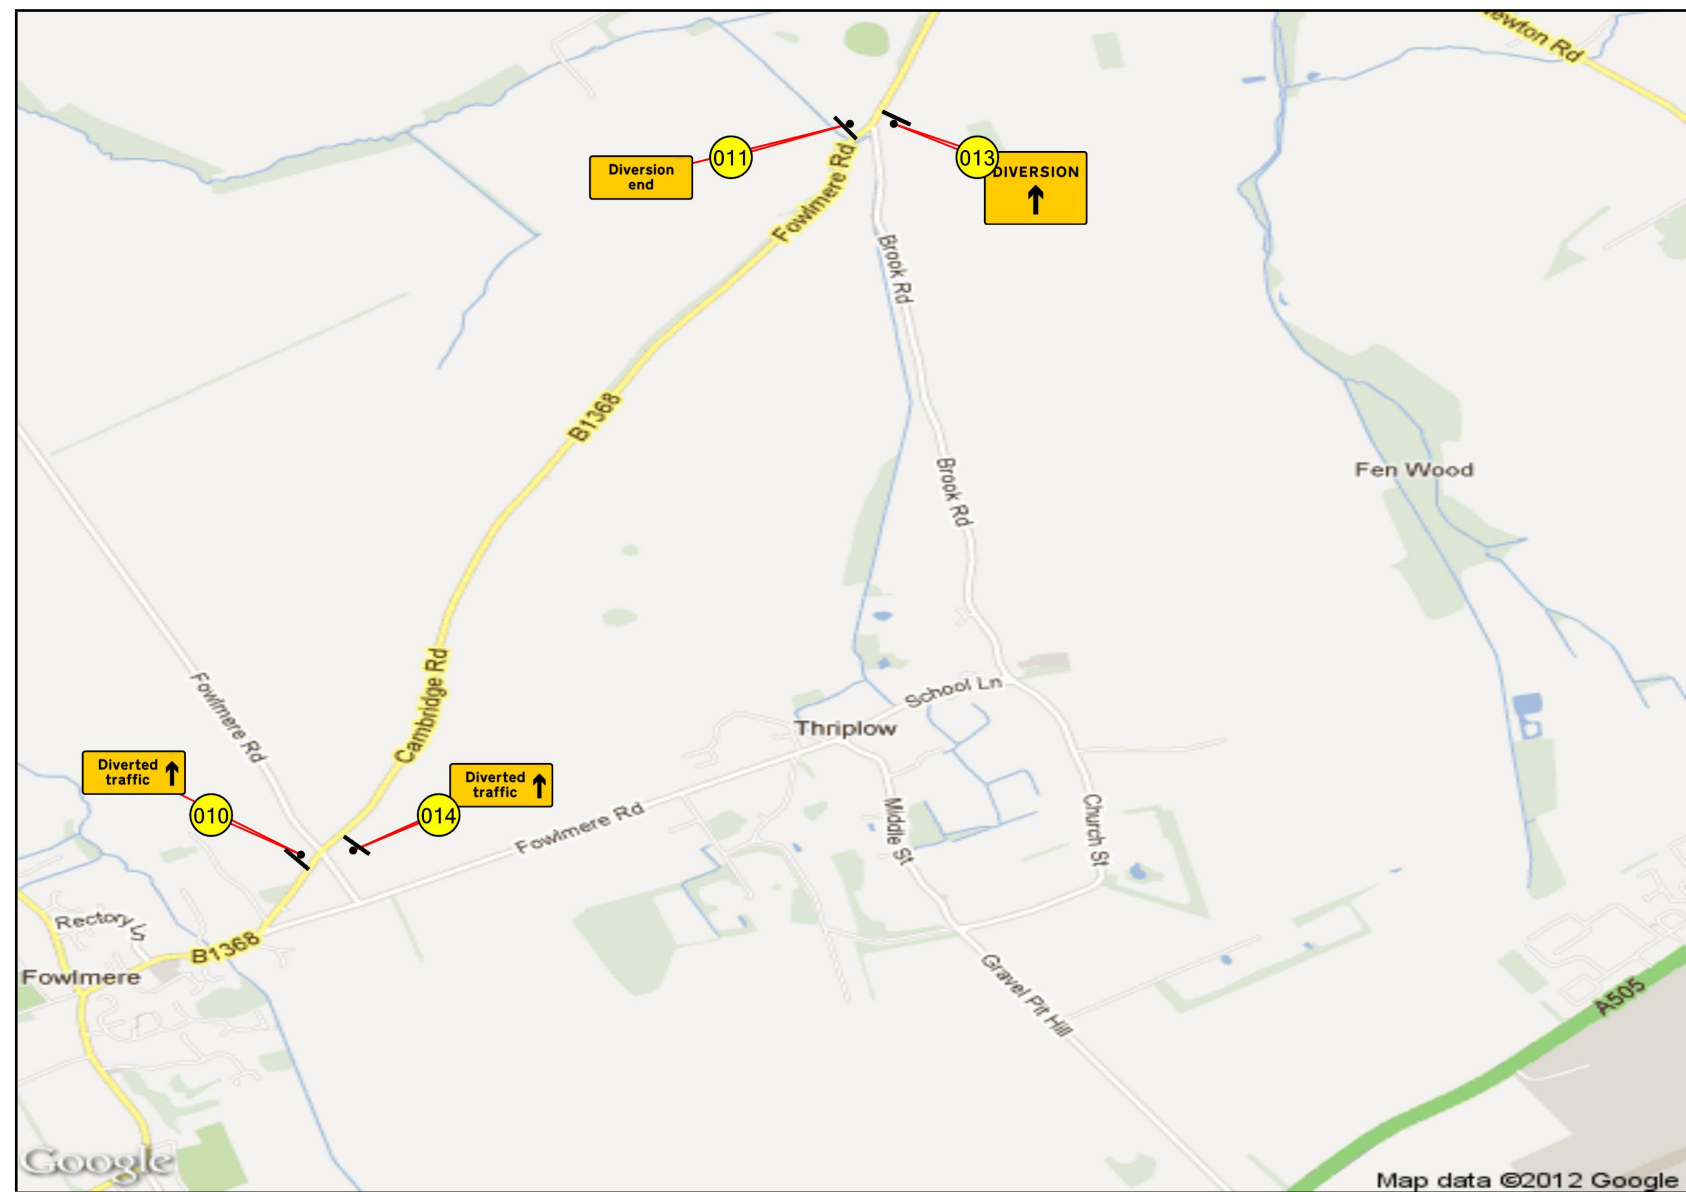 Newton Rd
011
013
Diversion
end
DIVERSION
Fowlmere Rd
Brook Rd
B1368
Brook Rd
Fen Wood
Fowlmere Rd
Cambridge Rd
School Ln
Thriplow
Diverted
traffic
Diverted
traffic
010
014
Fowlmere Rd
Middle St
Church St
Rectory Ln
B1368
Fowlmere
Gravel Pit Hill
A505
Google
Map data ©2012 Google